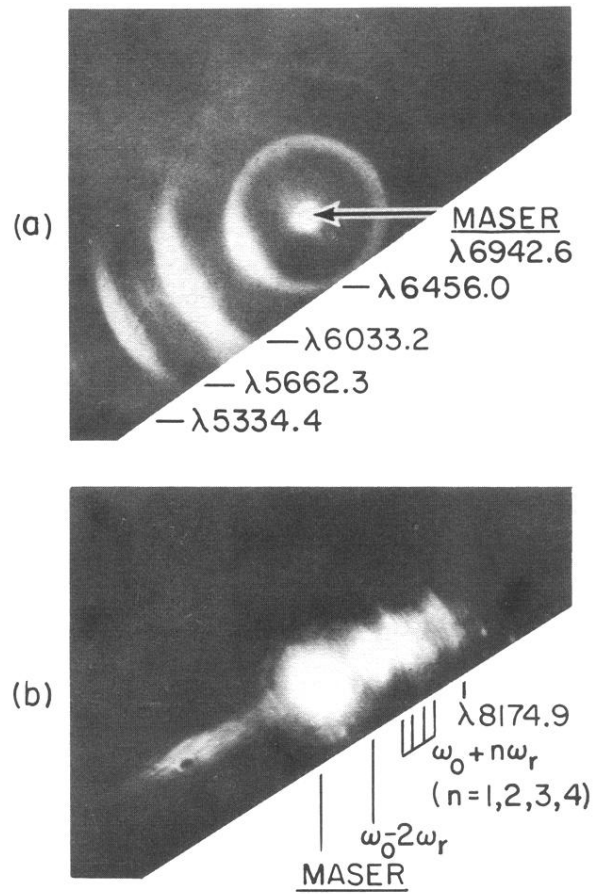 (a)
MASER
λ6942.6
λ6456.0
λ6033.2
λ5662.3
λ5334.4
(b)
λ8174.9
ω₀+nωᵣ
(n=1,2,3,4)
ω₀-2ωᵣ
MASER